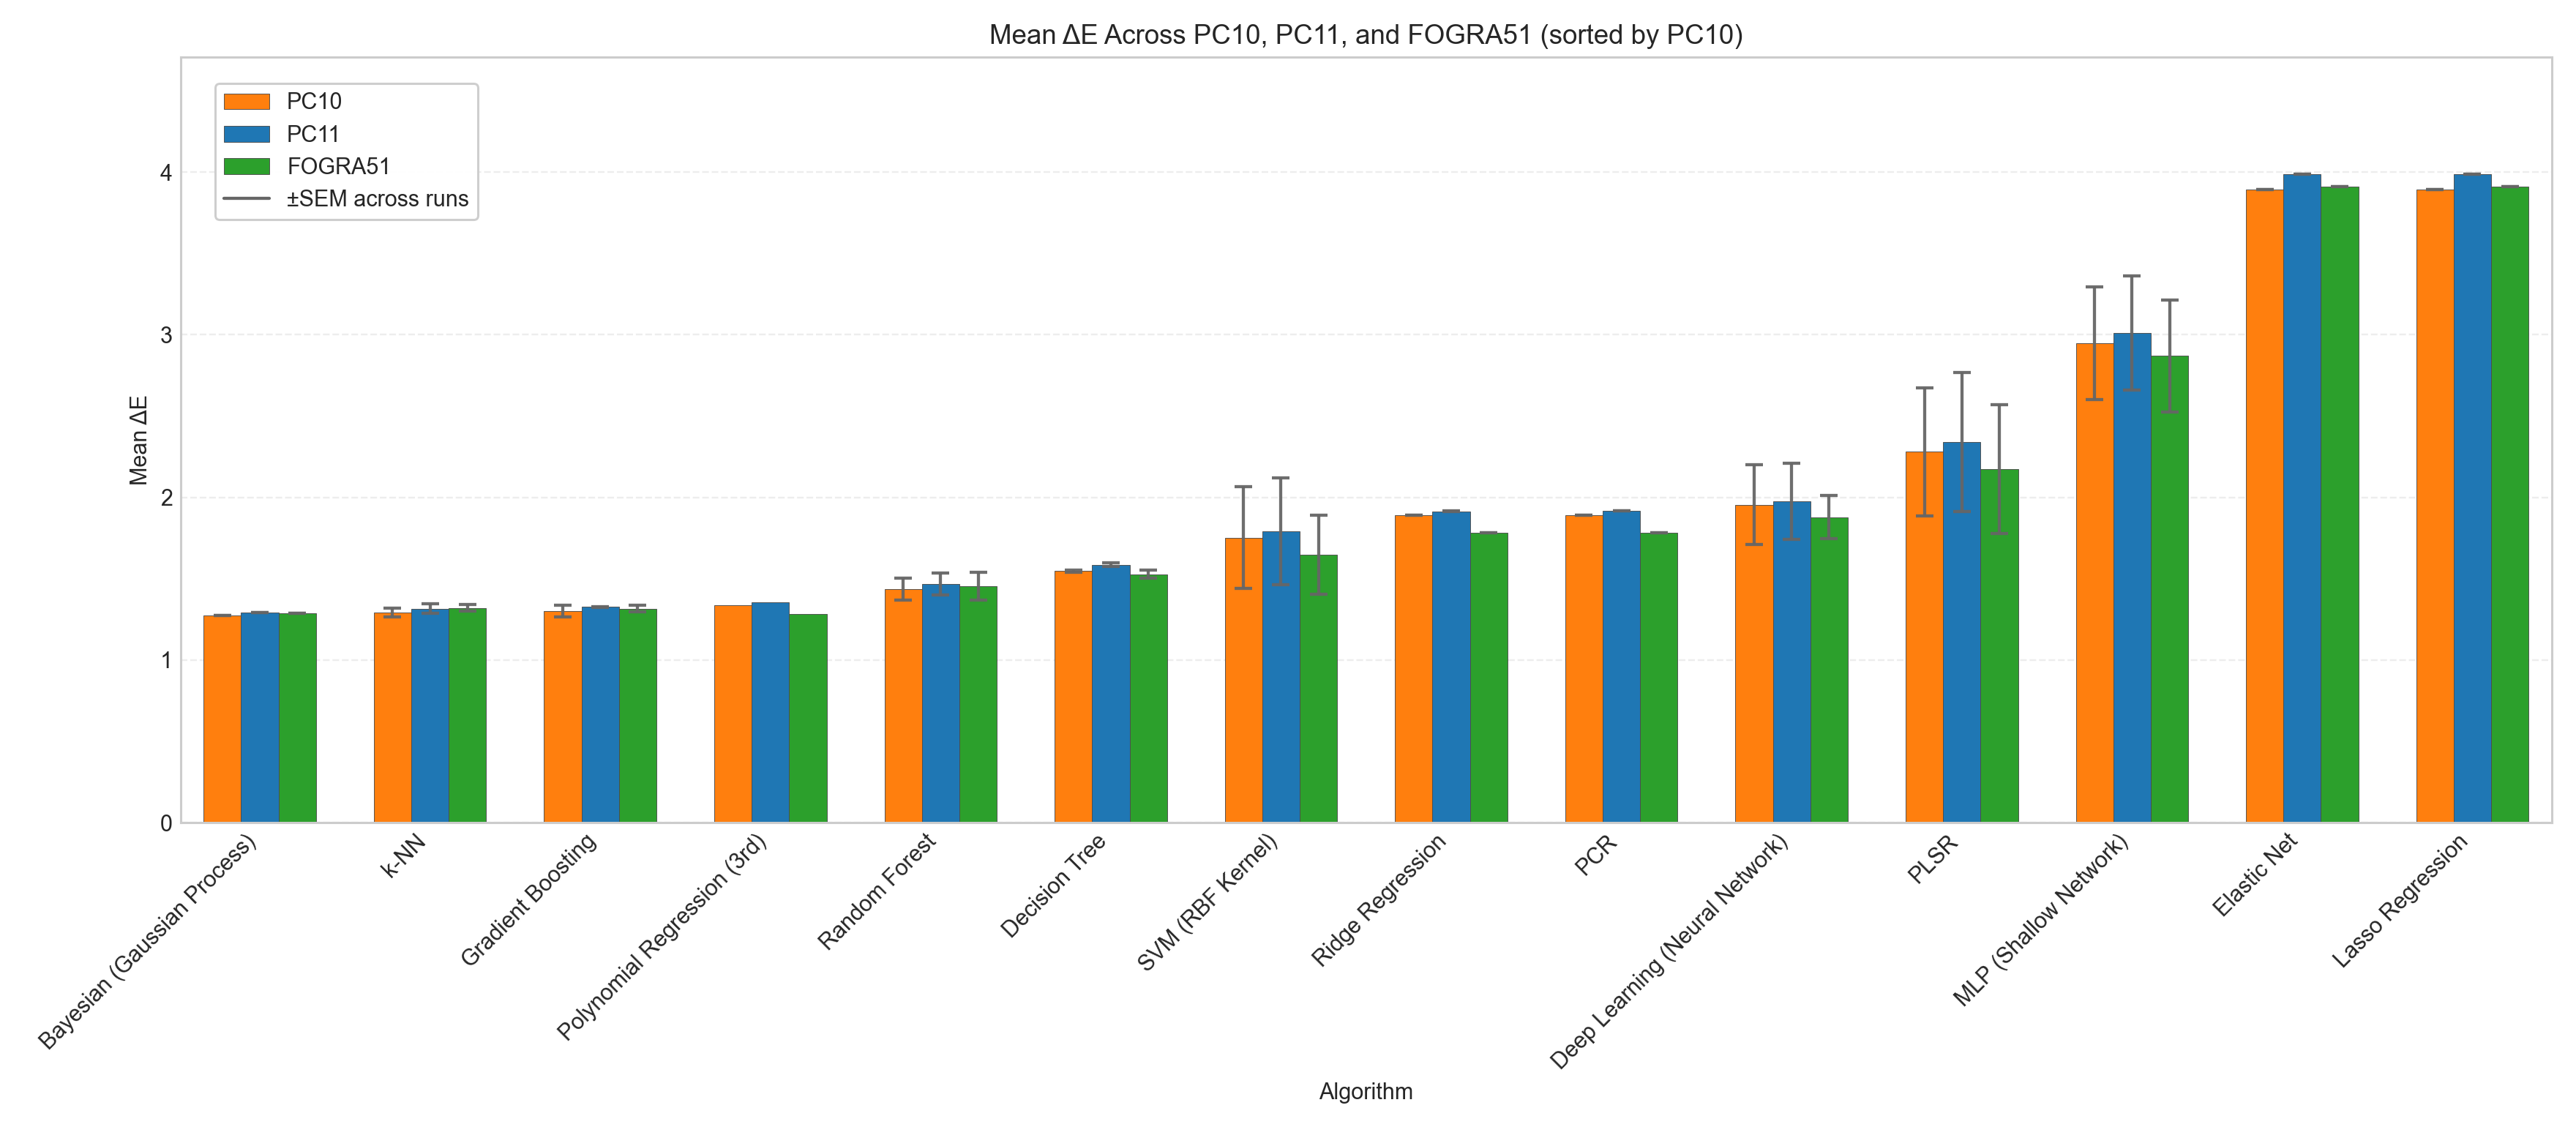 Mean ΔE Across PC10, PC11, and FOGRA51 (sorted by PC10)
PC10
PC11
FOGRA51
±SEM across runs
Mean ΔE
4
3
2
1
0
Bayesian (Gaussian Process)
k-NN
Gradient Boosting
Polynomial Regression (3rd)
Random Forest
Decision Tree
SVM (RBF Kernel)
Ridge Regression
PCR
Deep Learning (Neural Network)
PLSR
MLP (Shallow Network)
Elastic Net
Lasso Regression
Algorithm